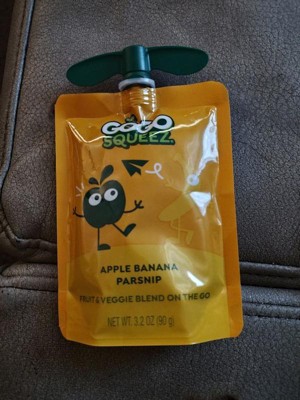 GOGO
SQUEEZ®
APPLE BANANA
PARSNIP
FRUIT & VEGGIE BLEND ON THE GO
NET WT. 3.2 OZ (90 g)